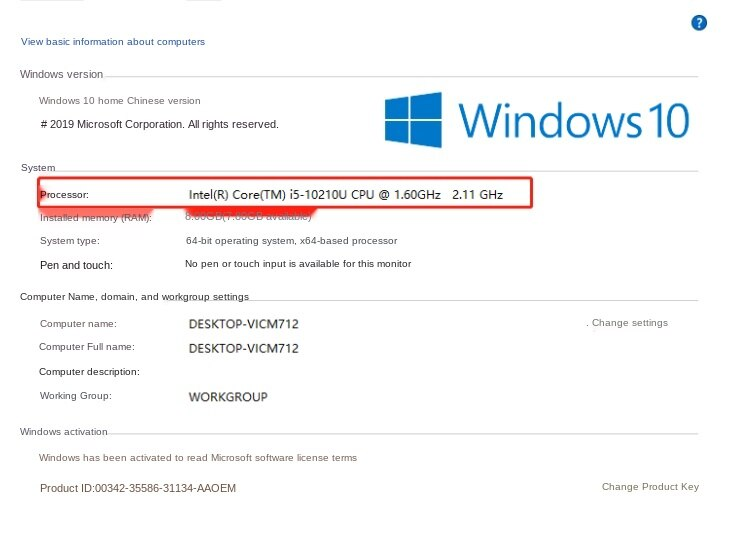 View basic information about computers
Windows version
Windows 10 home Chinese version
# 2019 Microsoft Corporation. All rights reserved.
Windows 10
System
Processor: Intel(R) Core(TM) i5-10210U CPU @ 1.60GHz 2.11 GHz
Installed memory (RAM): 8.00GB(7.80GB available)
System type: 64-bit operating system, x64-based processor
Pen and touch: No pen or touch input is available for this monitor
Computer Name, domain, and workgroup settings
Computer name: DESKTOP-VICM712 . Change settings
Computer Full name: DESKTOP-VICM712
Computer description:
Working Group: WORKGROUP
Windows activation
Windows has been activated to read Microsoft software license terms
Product ID:00342-35586-31134-AAOEM Change Product Key